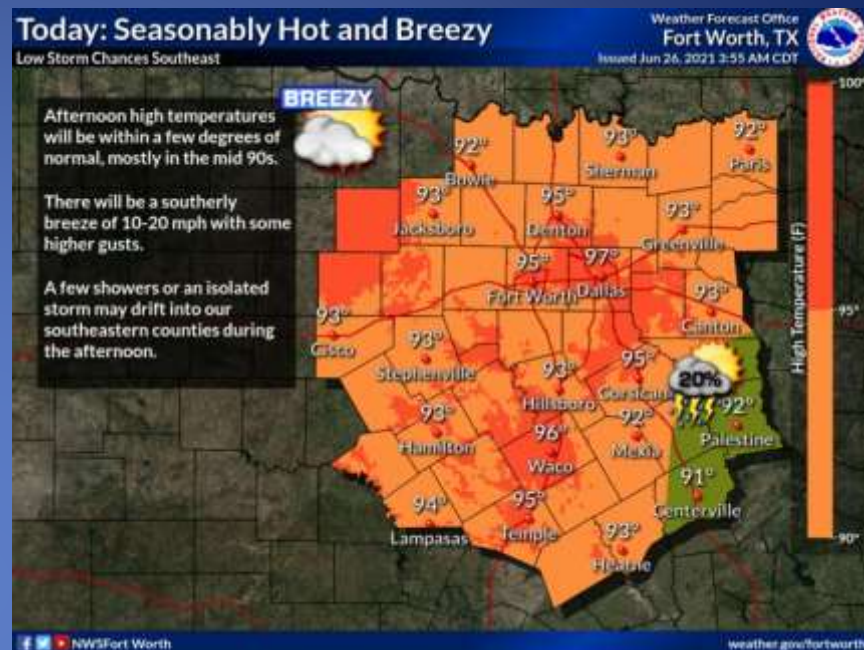 Today: Seasonably Hot and Breezy
Low Storm Chances Southeast
Weather Forecast Office
Fort Worth, TX
Issued Jun 26, 2021 3:55 AM CDT
Afternoon high temperatures
will be within a few degrees of
normal, mostly in the mid 90s.
There will be a southerly
breeze of 10-20 mph with some
higher gusts.
A few showers or an isolated
storm may drift into our
southeastern counties during
the afternoon.
BREEZY
92°
Bowie
93°
Sherman
92°
Paris
93°
Jacksboro
95°
Denton
93°
Greenville
95°
Fort Worth
97°
Dallas
93°
Canton
93°
Cisco
93°
Stephenville
93°
Hillsboro
95°
Corsicana
20%
92°
Palestine
93°
Hamilton
96°
Waco
92°
Mexia
91°
Centerville
94°
Lampasas
95°
Temple
93°
Hearne
100°
High Temperature (F)
95°
90°
NWSFort Worth
weather.gov/fortworth